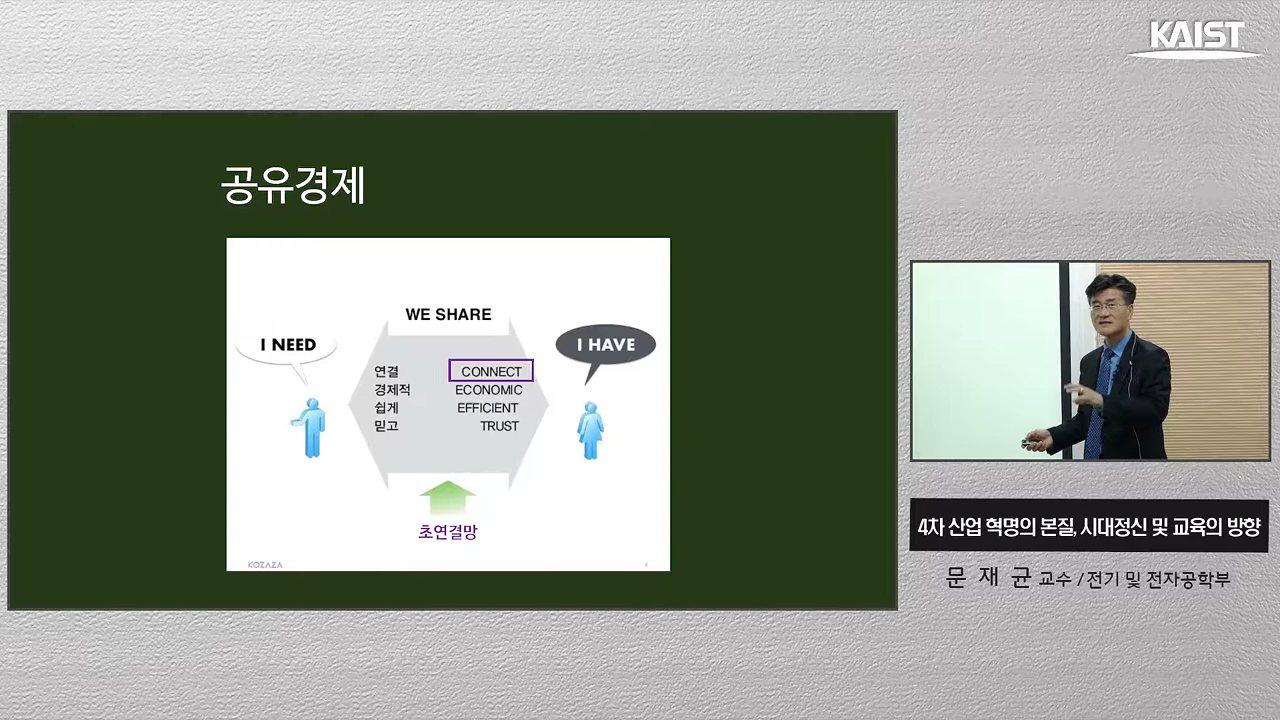 KAIST
공유경제
WE SHARE
I NEED
I HAVE
연결 CONNECT
경제적 ECONOMIC
쉽게 EFFICIENT
믿고 TRUST
초연결망
KOZAZA
4차 산업 혁명의 본질, 시대정신 및 교육의 방향
문 재 균 교수 / 전기 및 전자공학부